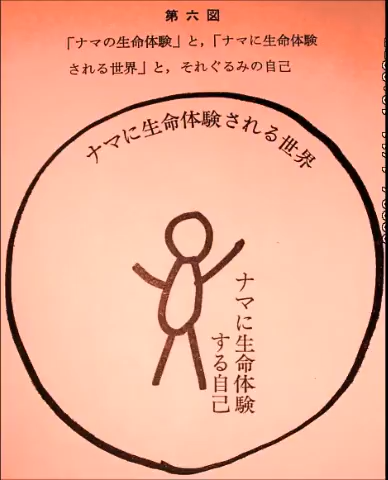 第六図
「ナマの生命体験」と，「ナマに生命体験
される世界」と，それぐるみの自己
ナマに生命体験される世界
ナマに生命体験
する自己